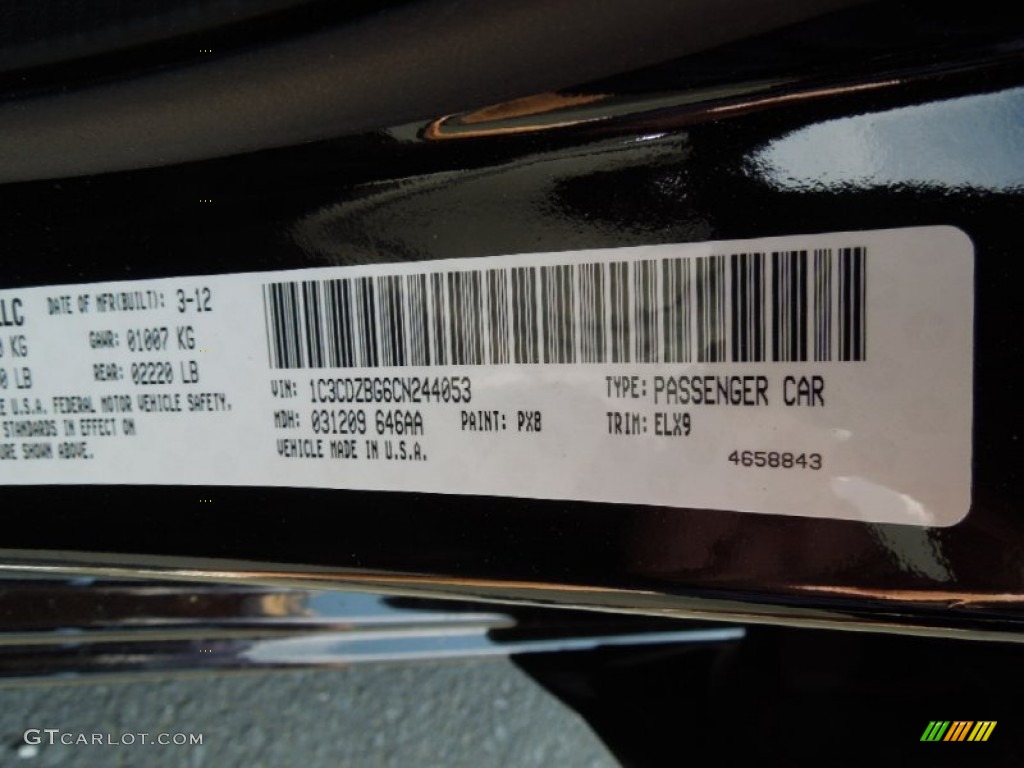 LLC DATE OF MFR(BUILT): 3-12
KG GAWR: 01007 KG
LB REAR: 02220 LB
U.S.A. FEDERAL MOTOR VEHICLE SAFETY.
STANDARDS IN EFFECT ON
SHOWN ABOVE.
VIN: 1C3CDZBG6CN244053 TYPE: PASSENGER CAR
MDH: 031209 646AA PAINT: PX8 TRIM: ELX9
VEHICLE MADE IN U.S.A.
4658843
GTCARLOT.COM